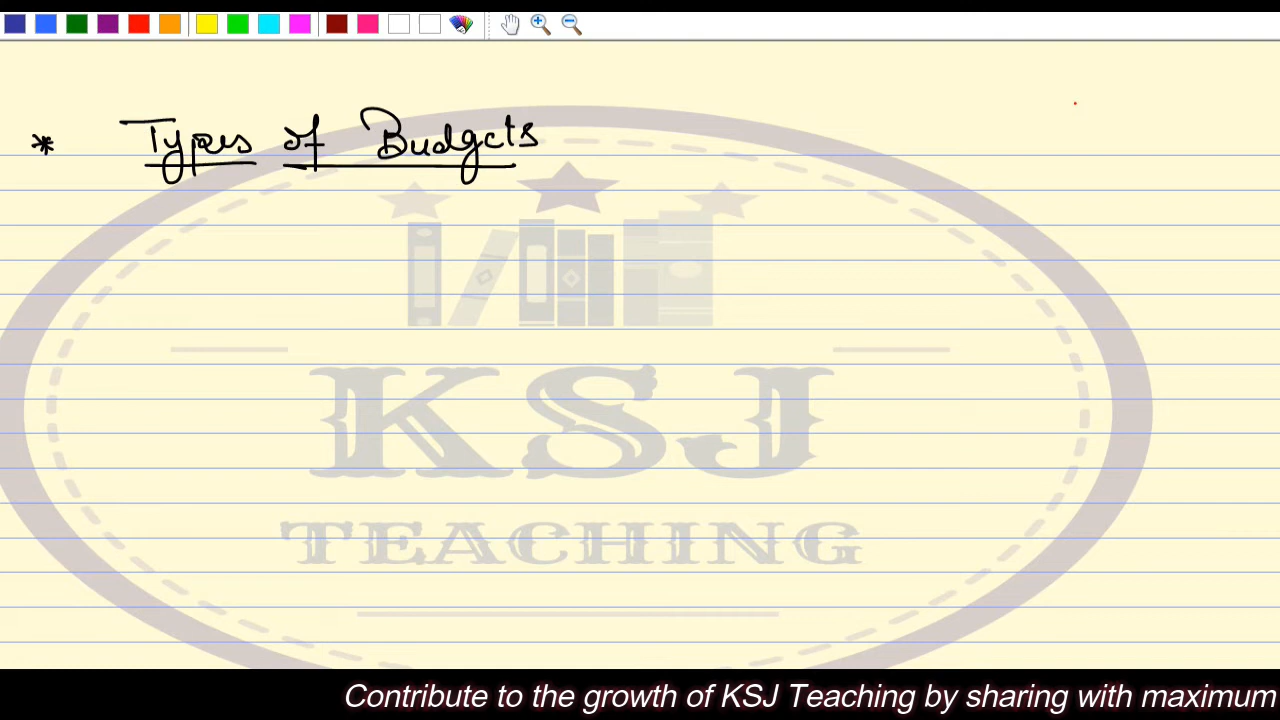 * Types of Budgets
KSJ
TEACHING
Contribute to the growth of KSJ Teaching by sharing with maximum